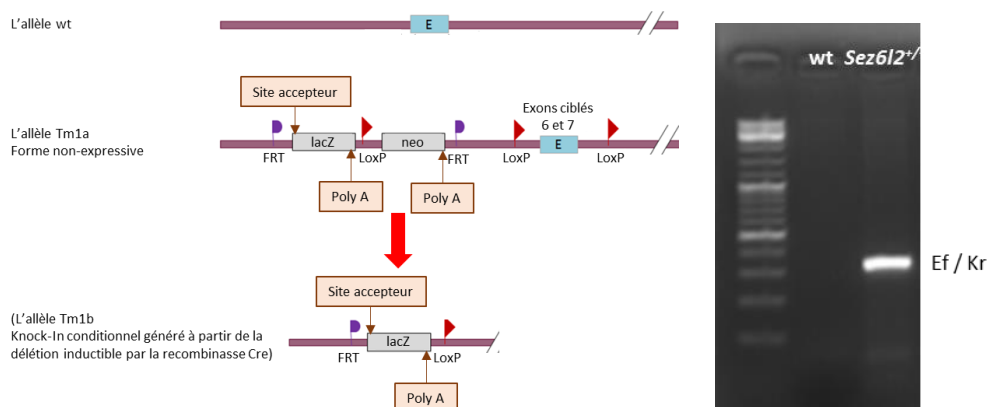 L'allèle wt
E
wt Sez6l2+/-
Site accepteur
Exons ciblés
6 et 7
L'allèle Tm1a
Forme non-expressive
lacZ
neo
E
FRT
LoxP
FRT
LoxP
LoxP
Poly A
Poly A
Ef / Kr
Site accepteur
(L'allèle Tm1b
Knock-In conditionnel généré à partir de la
délétion inductible par la recombinasse Cre)
lacZ
FRT
LoxP
Poly A